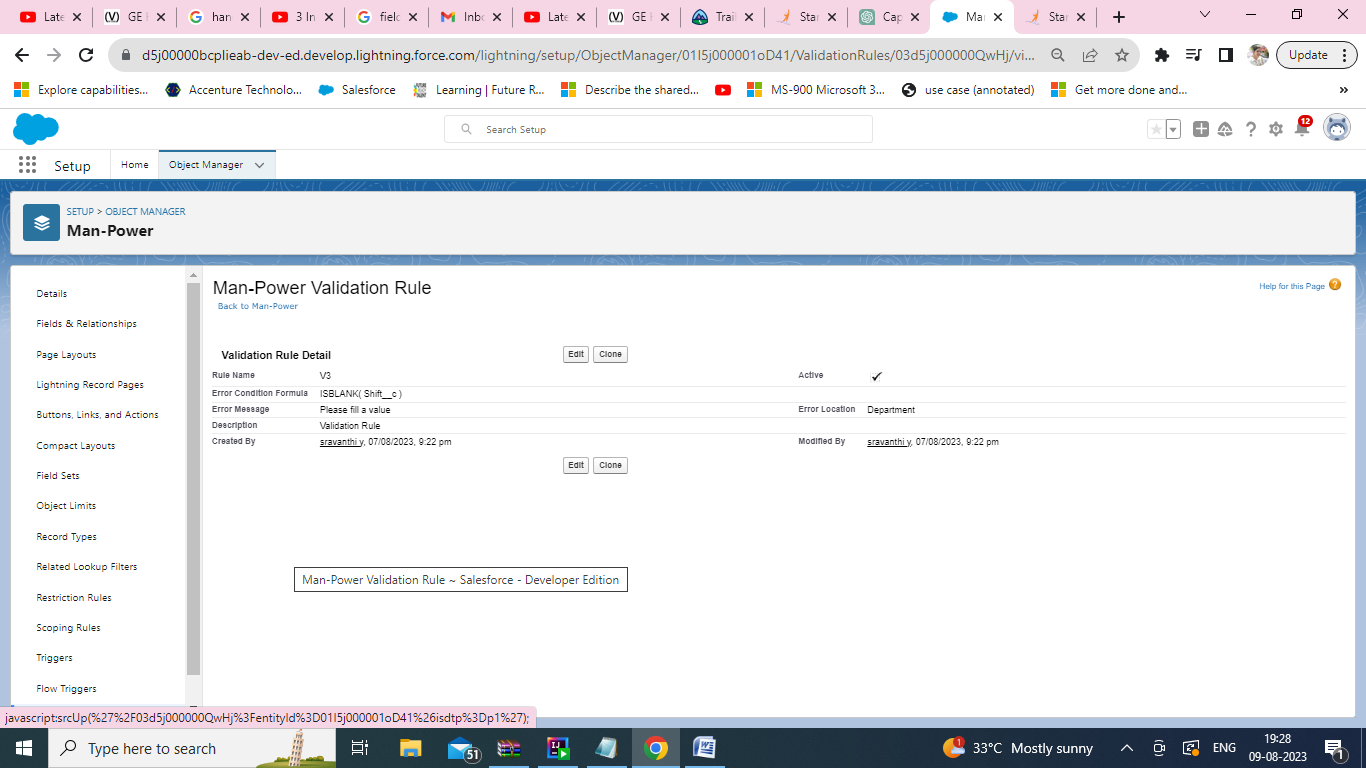 Late
GE
han
3 In
field
Inbo
Late
GE
Trai
Star
Cap
Mar
Star
d5j00000bcplieab-dev-ed.develop.lightning.force.com/lightning/setup/ObjectManager/01I5j000001oD41/ValidationRules/03d5j000000QwHj/vi...
Update
Explore capabilities...
Accenture Technolo...
Salesforce
Learning | Future R...
Describe the shared...
MS-900 Microsoft 3...
use case (annotated)
Get more done and...
»
Search Setup
12
Setup
Home
Object Manager
SETUP > OBJECT MANAGER
Man-Power
Details
Fields & Relationships
Page Layouts
Lightning Record Pages
Buttons, Links, and Actions
Compact Layouts
Field Sets
Object Limits
Record Types
Related Lookup Filters
Restriction Rules
Scoping Rules
Triggers
Flow Triggers
Man-Power Validation Rule
Help for this Page ?
Back to Man-Power
Validation Rule Detail
Edit Clone
Rule Name V3 Active ✓
Error Condition Formula ISBLANK( Shift__c )
Error Message Please fill a value Error Location Department
Description Validation Rule
Created By sravanthi y, 07/08/2023, 9:22 pm Modified By sravanthi y, 07/08/2023, 9:22 pm
Edit Clone
Man-Power Validation Rule ~ Salesforce - Developer Edition
javascript:srcUp(%27%2F03d5j000000QwHj%3FentityId%3D01I5j000001oD41%26isdtp%3Dp1%27);
Type here to search
51
1
33°C Mostly sunny
ENG
19:28
09-08-2023
1